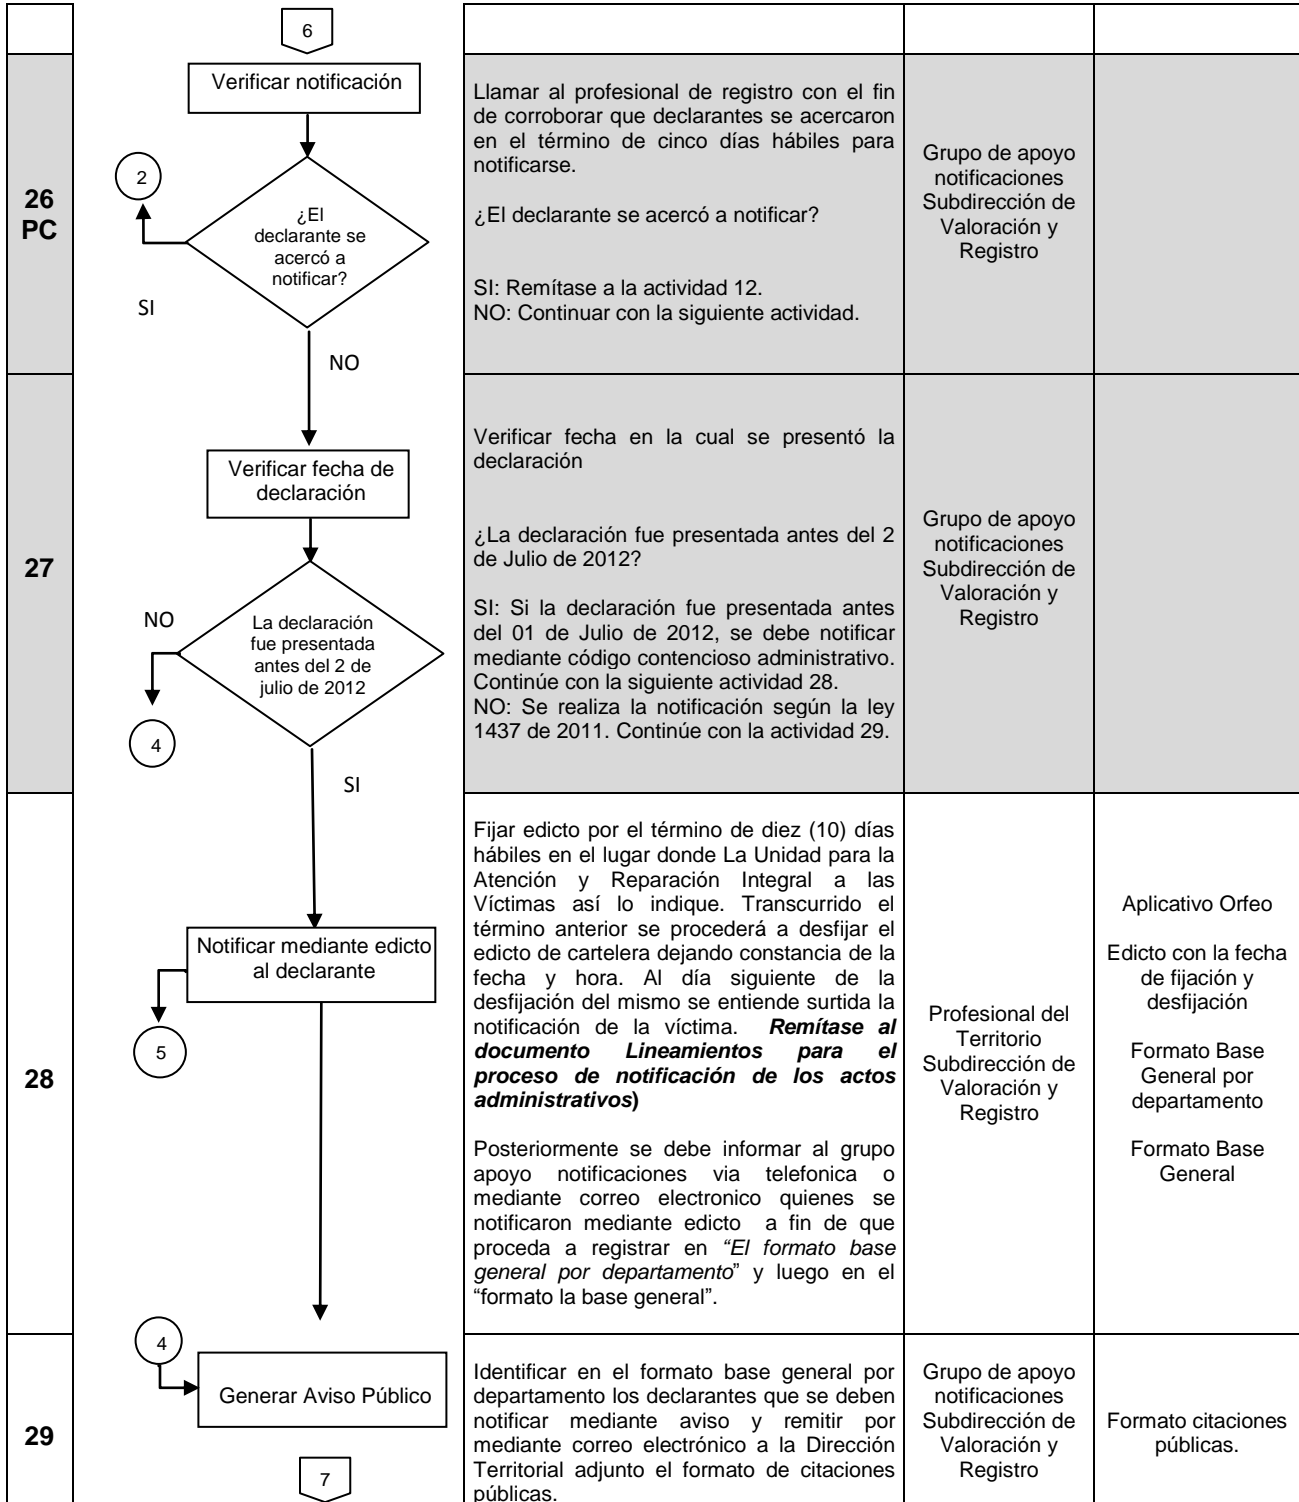 6
26
PC
Verificar notificación
2
¿El
declarante se
acercó a
notificar?
SI
NO
Llamar al profesional de registro con el fin
de corroborar que declarantes se acercaron
en el término de cinco días hábiles para
notificarse.
¿El declarante se acercó a notificar?
SI: Remítase a la actividad 12.
NO: Continuar con la siguiente actividad.
Grupo de apoyo
notificaciones
Subdirección de
Valoración y
Registro
27
Verificar fecha de
declaración
NO
La declaración
fue presentada
antes del 2 de
julio de 2012
4
SI
Verificar fecha en la cual se presentó la
declaración
¿La declaración fue presentada antes del 2
de Julio de 2012?
SI: Si la declaración fue presentada antes
del 01 de Julio de 2012, se debe notificar
mediante código contencioso administrativo.
Continúe con la siguiente actividad 28.
NO: Se realiza la notificación según la ley
1437 de 2011. Continúe con la actividad 29.
Grupo de apoyo
notificaciones
Subdirección de
Valoración y
Registro
28
Notificar mediante edicto
al declarante
5
Fijar edicto por el término de diez (10) días
hábiles en el lugar donde La Unidad para la
Atención y Reparación Integral a las
Víctimas así lo indique. Transcurrido el
término anterior se procederá a desfijar el
edicto de cartelera dejando constancia de la
fecha y hora. Al día siguiente de la
desfijación del mismo se entiende surtida la
notificación de la víctima. Remítase al
documento Lineamientos para el
proceso de notificación de los actos
administrativos)
Posteriormente se debe informar al grupo
apoyo notificaciones via telefonica o
mediante correo electronico quienes se
notificaron mediante edicto a fin de que
proceda a registrar en “El formato base
general por departamento” y luego en el
“formato la base general”.
Profesional del
Territorio
Subdirección de
Valoración y
Registro
Aplicativo Orfeo
Edicto con la fecha
de fijación y
desfijación
Formato Base
General por
departamento
Formato Base
General
29
4
Generar Aviso Público
7
Identificar en el formato base general por
departamento los declarantes que se deben
notificar mediante aviso y remitir por
mediante correo electrónico a la Dirección
Territorial adjunto el formato de citaciones
públicas.
Grupo de apoyo
notificaciones
Subdirección de
Valoración y
Registro
Formato citaciones
públicas.